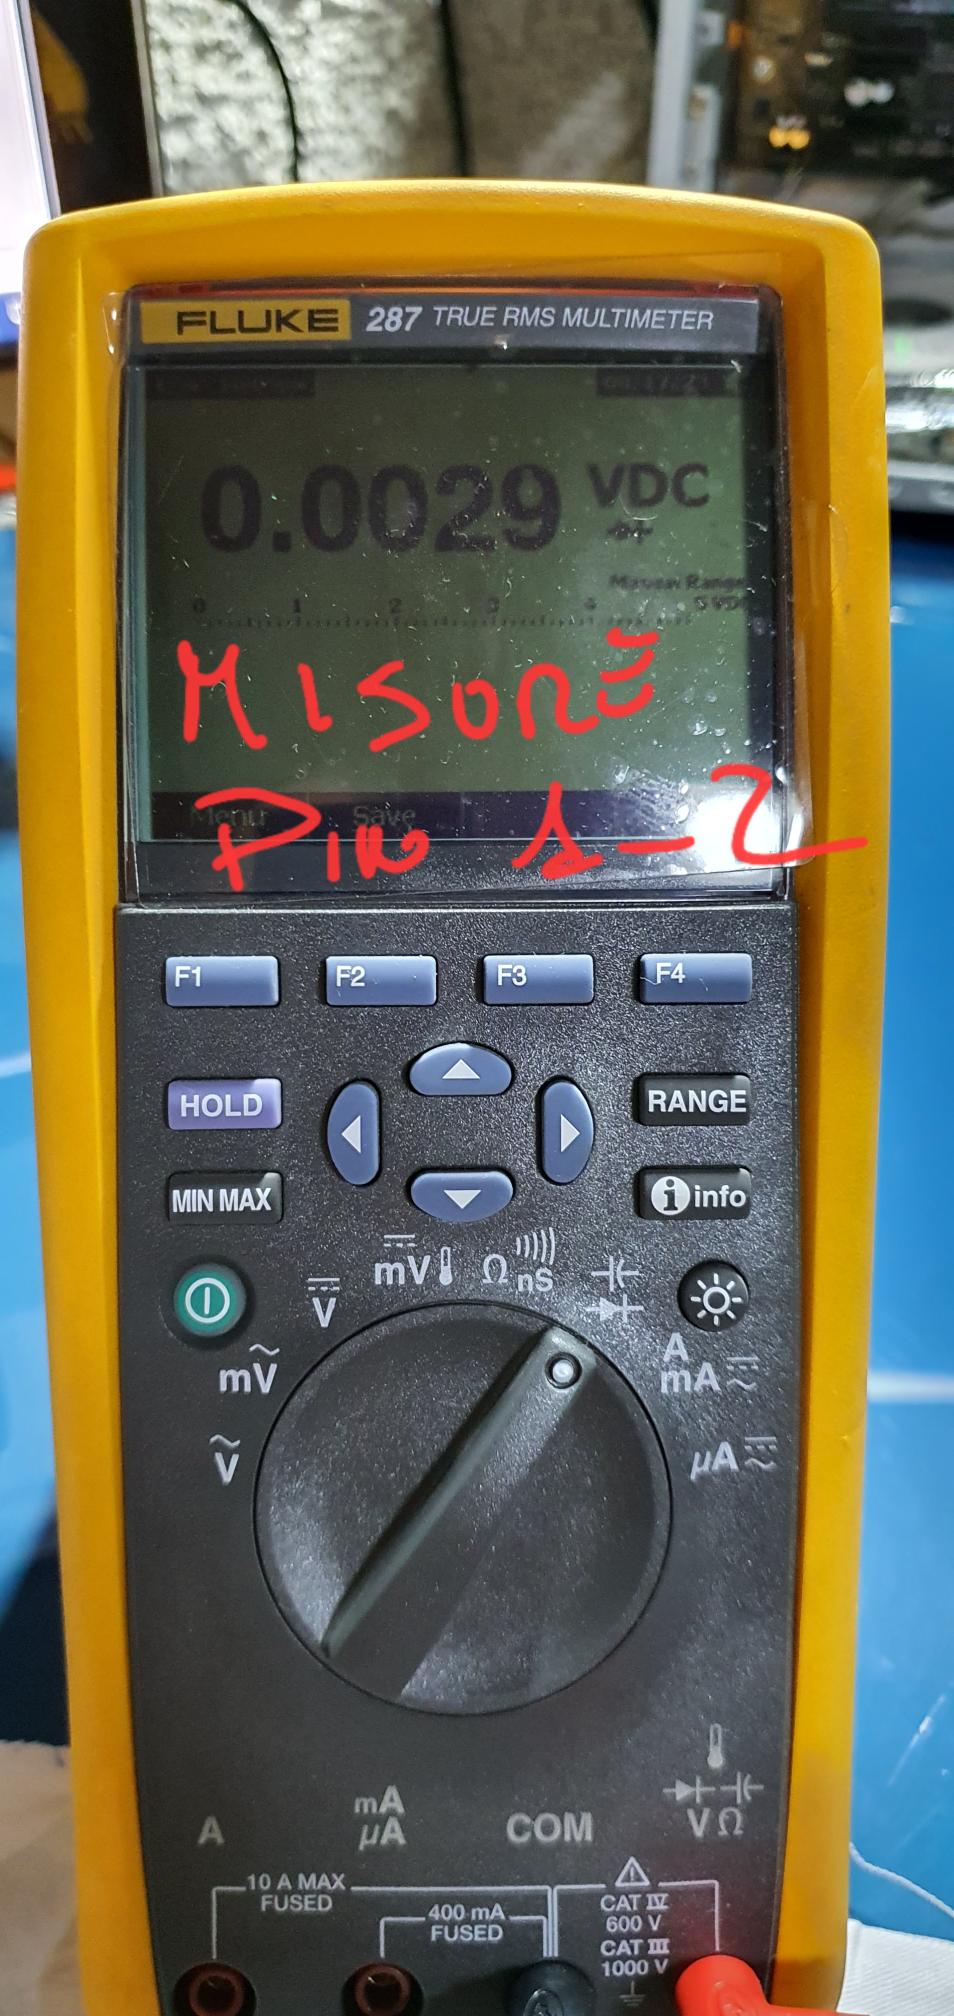 FLUKE 287 TRUE RMS MULTIMETER
0.0029 VDC
Manual Range
0 1 2 3 4 5 VDC
MISURE
PIN 1-2
Menu Save
F1 F2 F3 F4
HOLD RANGE
MIN MAX info
mV Ω nS
V
mV A
mA
V µA
A mA
µA COM V Ω
10 A MAX
FUSED
400 mA
FUSED
CAT IV
600 V
CAT III
1000 V